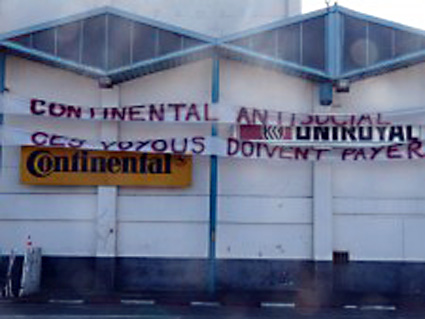 CONTINENTAL ANTISOCIAL
UNIROYAL
CES VOYOUS DOIVENT PAYER
Continental